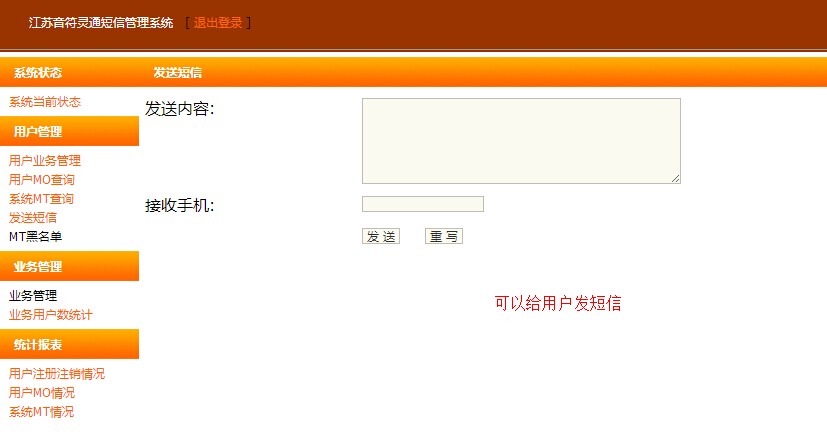 江苏音符灵通短信管理系统 [ 退出登录 ]
系统状态
发送短信
系统当前状态
用户管理
用户业务管理
用户MO查询
系统MT查询
发送短信
MT黑名单
业务管理
业务管理
业务用户数统计
统计报表
用户注册注销情况
用户MO情况
系统MT情况
发送内容:
接收手机:
发 送 重 写
可以给用户发短信